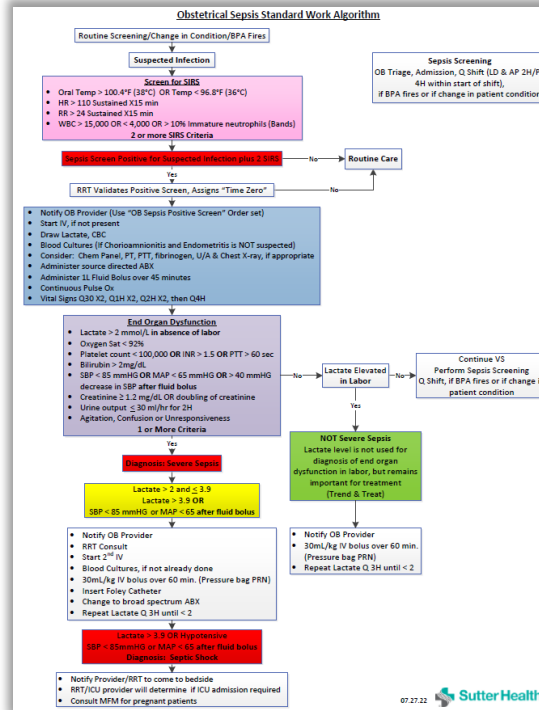 Obstetrical Sepsis Standard Work Algorithm
Routine Screening/Change in Condition/BPA Fires
Suspected Infection
Screen for SIRS
• Oral Temp > 100.4°F (38°C) OR Temp < 96.8°F (36°C)
• HR > 110 Sustained X15 min
• RR > 24 Sustained X15 min
• WBC > 15,000 OR < 4,000 OR > 10% Immature neutrophils (Bands)
2 or more SIRS Criteria
Sepsis Screening
OB Triage, Admission, Q Shift (LD & AP 2H/
4H within start of shift),
if BPA fires or if change in patient condition
Sepsis Screen Positive for Suspected Infection plus 2 SIRS
No
Routine Care
Yes
RRT Validates Positive Screen, Assigns "Time Zero"
No
• Notify OB Provider (Use "OB Sepsis Positive Screen" Order set)
• Start IV, if not present
• Draw Lactate, CBC
• Blood Cultures (If Chorioamnionitis and Endometritis is NOT suspected)
• Consider: Chem Panel, PT, PTT, fibrinogen, U/A & Chest X-ray, if appropriate
• Administer source directed ABX
• Administer 1L Fluid Bolus over 45 minutes
• Continuous Pulse Ox
• Vital Signs Q30 X2, Q1H X2, Q2H X2, then Q4H
End Organ Dysfunction
• Lactate > 2 mmol/L in absence of labor
• Oxygen Sat < 92%
• Platelet count < 100,000 OR INR > 1.5 OR PTT > 60 sec
• Bilirubin > 2mg/dL
• SBP < 85 mmHG OR MAP < 65 mmHG OR > 40 mmHG
decrease in SBP after fluid bolus
• Creatinine ≥ 1.2 mg/dL OR doubling of creatinine
• Urine output ≤ 30 ml/hr for 2H
• Agitation, Confusion or Unresponsiveness
1 or More Criteria
No
Lactate Elevated
in Labor
No
Continue VS
Perform Sepsis Screening
Q Shift, if BPA fires or if change i
patient condition
Yes
Yes
NOT Severe Sepsis
Lactate level is not used for
diagnosis of end organ
dysfunction in labor, but remains
important for treatment
(Trend & Treat)
Diagnosis: Severe Sepsis
Lactate > 2 and ≤ 3.9
Lactate > 3.9 OR
SBP < 85 mmHG or MAP < 65 after fluid bolus
• Notify OB Provider
• 30mL/kg IV bolus over 60 min.
(Pressure bag PRN)
• Repeat Lactate Q 3H until < 2
• Notify OB Provider
• RRT Consult
• Start 2nd IV
• Blood Cultures, if not already done
• 30mL/kg IV bolus over 60 min. (Pressure bag PRN)
• Insert Foley Catheter
• Change to broad spectrum ABX
• Repeat Lactate Q 3H until < 2
Lactate > 3.9 OR Hypotensive
SBP < 85mmHG or MAP < 65 after fluid bolus
Diagnosis: Septic Shock
• Notify Provider/RRT to come to bedside
• RRT/ICU provider will determine if ICU admission required
• Consult MFM for pregnant patients
07.27.22
Sutter Health